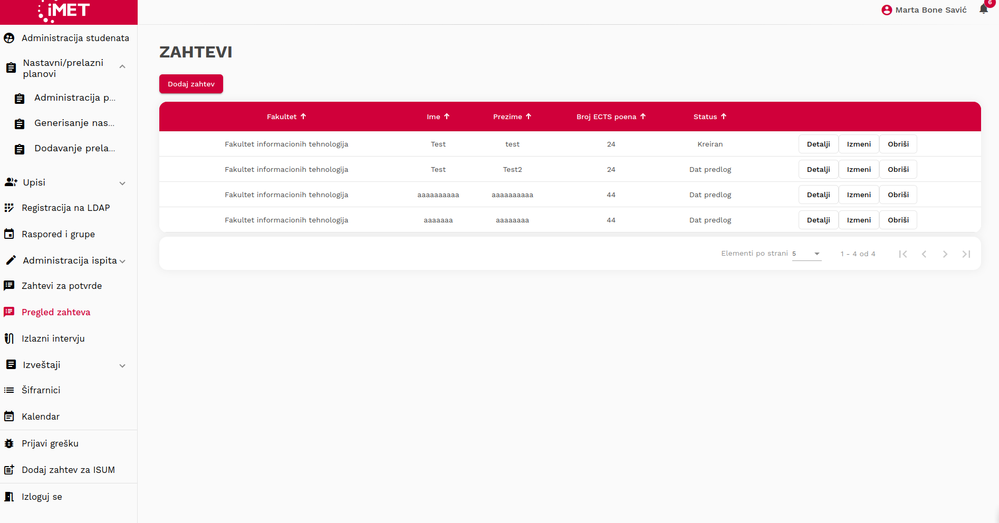 iMET
Marta Bone Savić
6
Administracija studenata
Nastavni/prelazni
planovi
Administracija p...
Generisanje nas...
Dodavanje prela...
Upisi
Registracija na LDAP
Raspored i grupe
Administracija ispita
Zahtevi za potvrde
Pregled zahteva
Izlazni intervju
Izveštaji
Šifrarnici
Kalendar
Prijavi grešku
Dodaj zahtev za ISUM
Izloguj se
ZAHTEVI
Dodaj zahtev
Fakultet Ime Prezime Broj ECTS poena Status
Fakultet informacionih tehnologija Test test 24 Kreiran Detalji Izmeni Obriši
Fakultet informacionih tehnologija Test Test2 24 Dat predlog Detalji Izmeni Obriši
Fakultet informacionih tehnologija aaaaaaaaaa aaaaaaaaaa 44 Dat predlog Detalji Izmeni Obriši
Fakultet informacionih tehnologija aaaaaaa aaaaaaaa 44 Dat predlog Detalji Izmeni Obriši
Elementi po strani 5 1 - 4 od 4